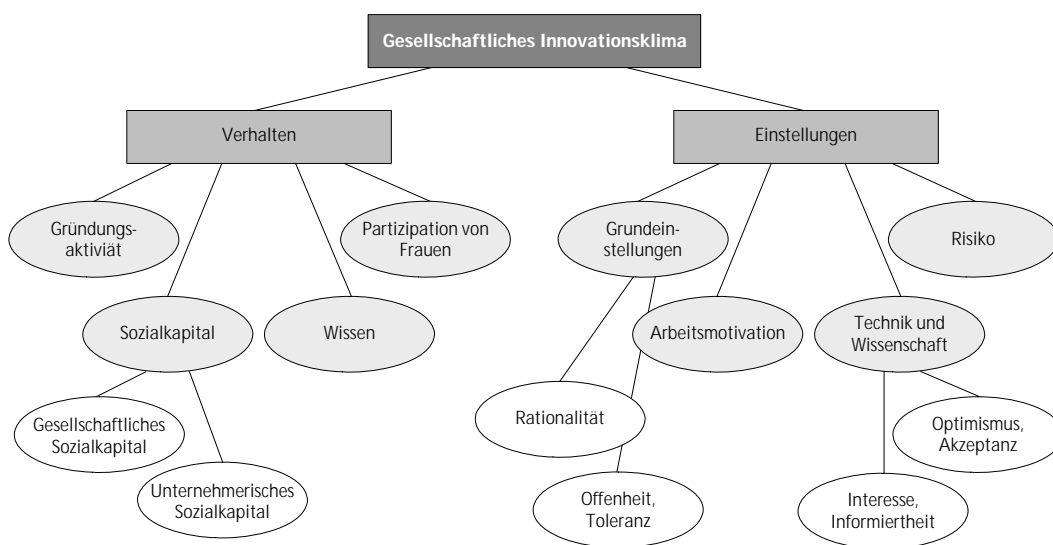 Gesellschaftliches Innovationsklima
Verhalten
Einstellungen
Gründungs-
aktiviät
Partizipation von
Frauen
Grundein-
stellungen
Risiko
Sozialkapital
Wissen
Arbeitsmotivation
Technik und
Wissenschaft
Gesellschaftliches
Sozialkapital
Rationalität
Optimismus,
Akzeptanz
Unternehmerisches
Sozialkapital
Offenheit,
Toleranz
Interesse,
Informiertheit